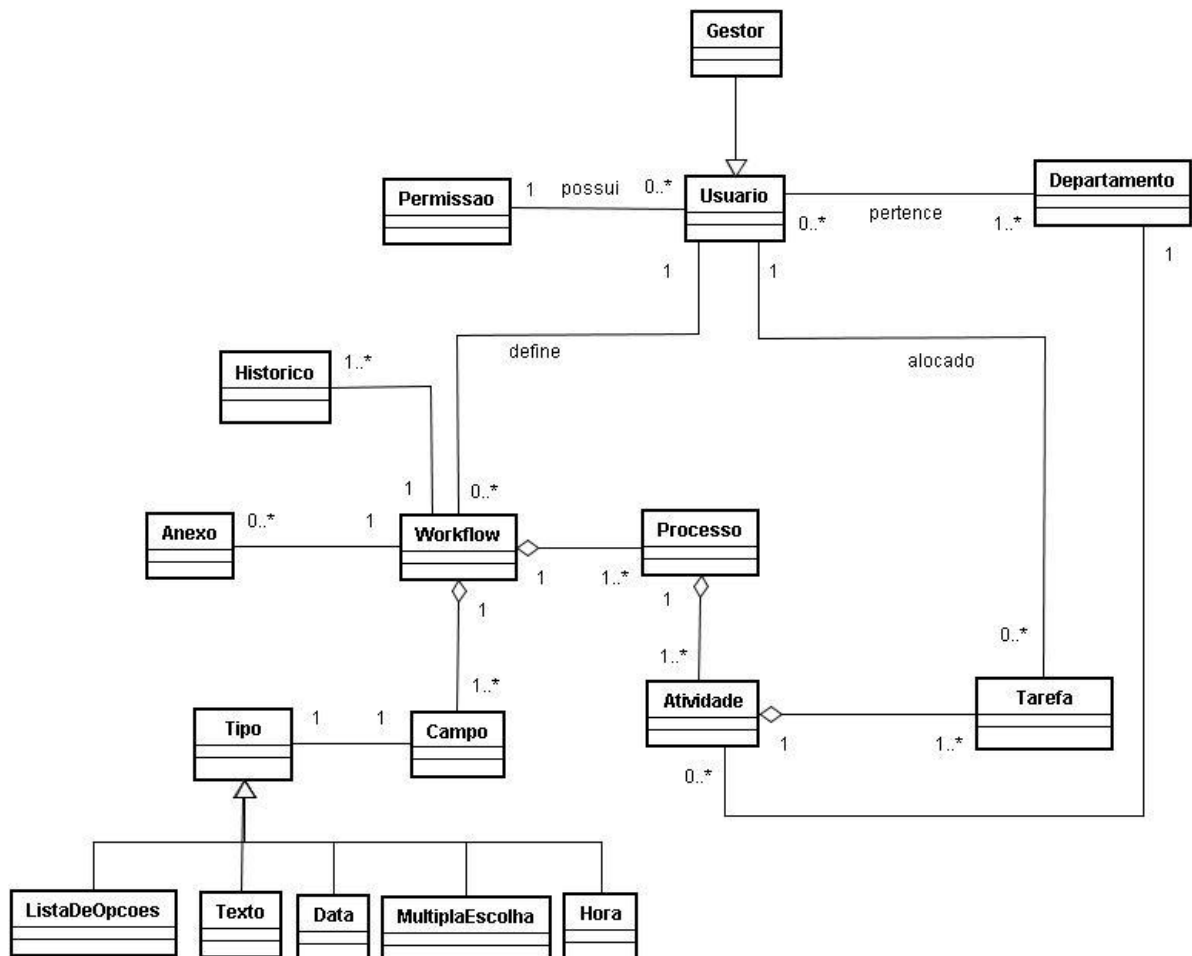 Gestor
Permissao
1
possui
0..*
Usuario
0..*
pertence
1..*
Departamento
1
1
1
define
alocado
Historico
1..*
1
0..*
Anexo
0..*
1
Workflow
1
1..*
Processo
1
1
1..*
1..*
0..*
Tipo
1
1
Campo
Atividade
1
1..*
Tarefa
0..*
ListaDeOpcoes
Texto
Data
MultiplaEscolha
Hora